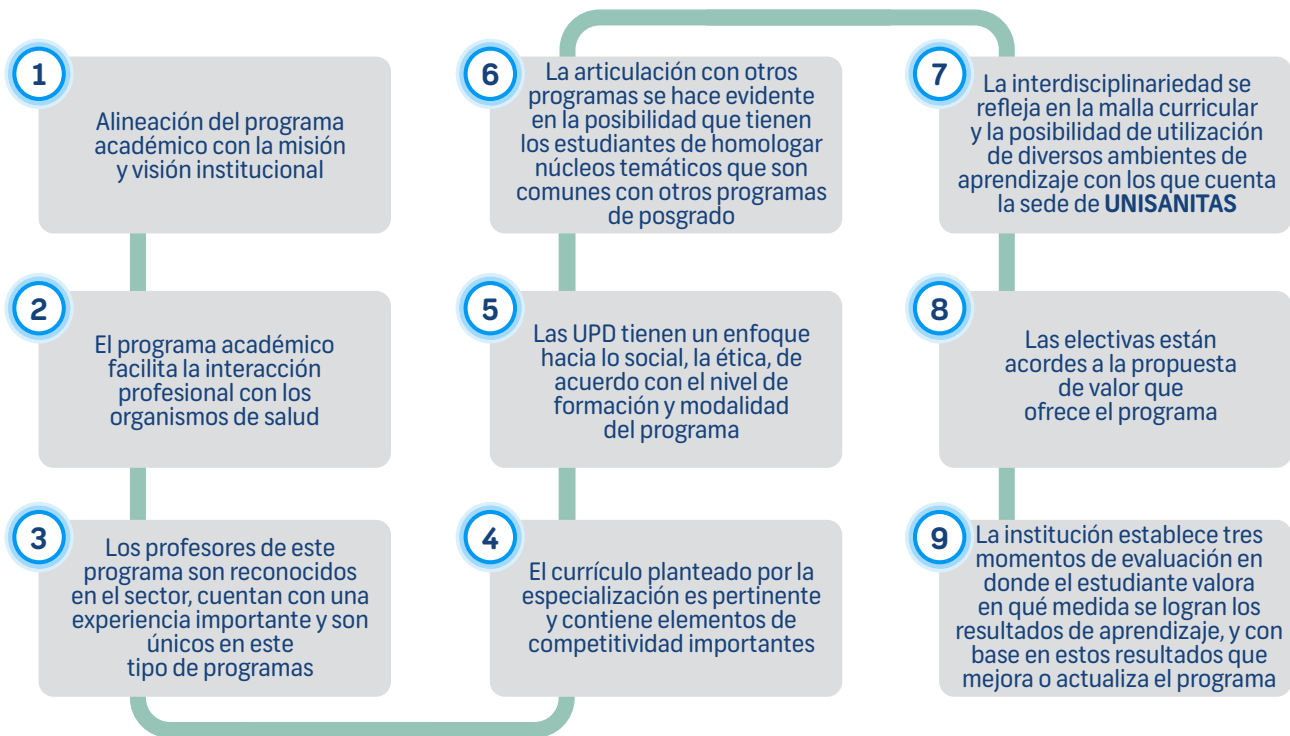 1
Alineación del programa
académico con la misión
y visión institucional
2
El programa académico
facilita la interacción
profesional con los
organismos de salud
3
Los profesores de este
programa son reconocidos
en el sector, cuentan con una
experiencia importante y son
únicos en este
tipo de programas
4
El currículo planteado por la
especialización es pertinente
y contiene elementos de
competitividad importantes
5
Las UPD tienen un enfoque
hacia lo social, la ética, de
acuerdo con el nivel de
formación y modalidad
del programa
6
La articulación con otros
programas se hace evidente
en la posibilidad que tienen
los estudiantes de homologar
núcleos temáticos que son
comunes con otros programas
de posgrado
7
La interdisciplinariedad se
refleja en la malla curricular
y la posibilidad de utilización
de diversos ambientes de
aprendizaje con los que cuenta
la sede de UNISANITAS
8
Las electivas están
acordes a la propuesta
de valor que
ofrece el programa
9
La institución establece tres
momentos de evaluación en
donde el estudiante valora
en qué medida se logran los
resultados de aprendizaje, y con
base en estos resultados que
mejora o actualiza el programa